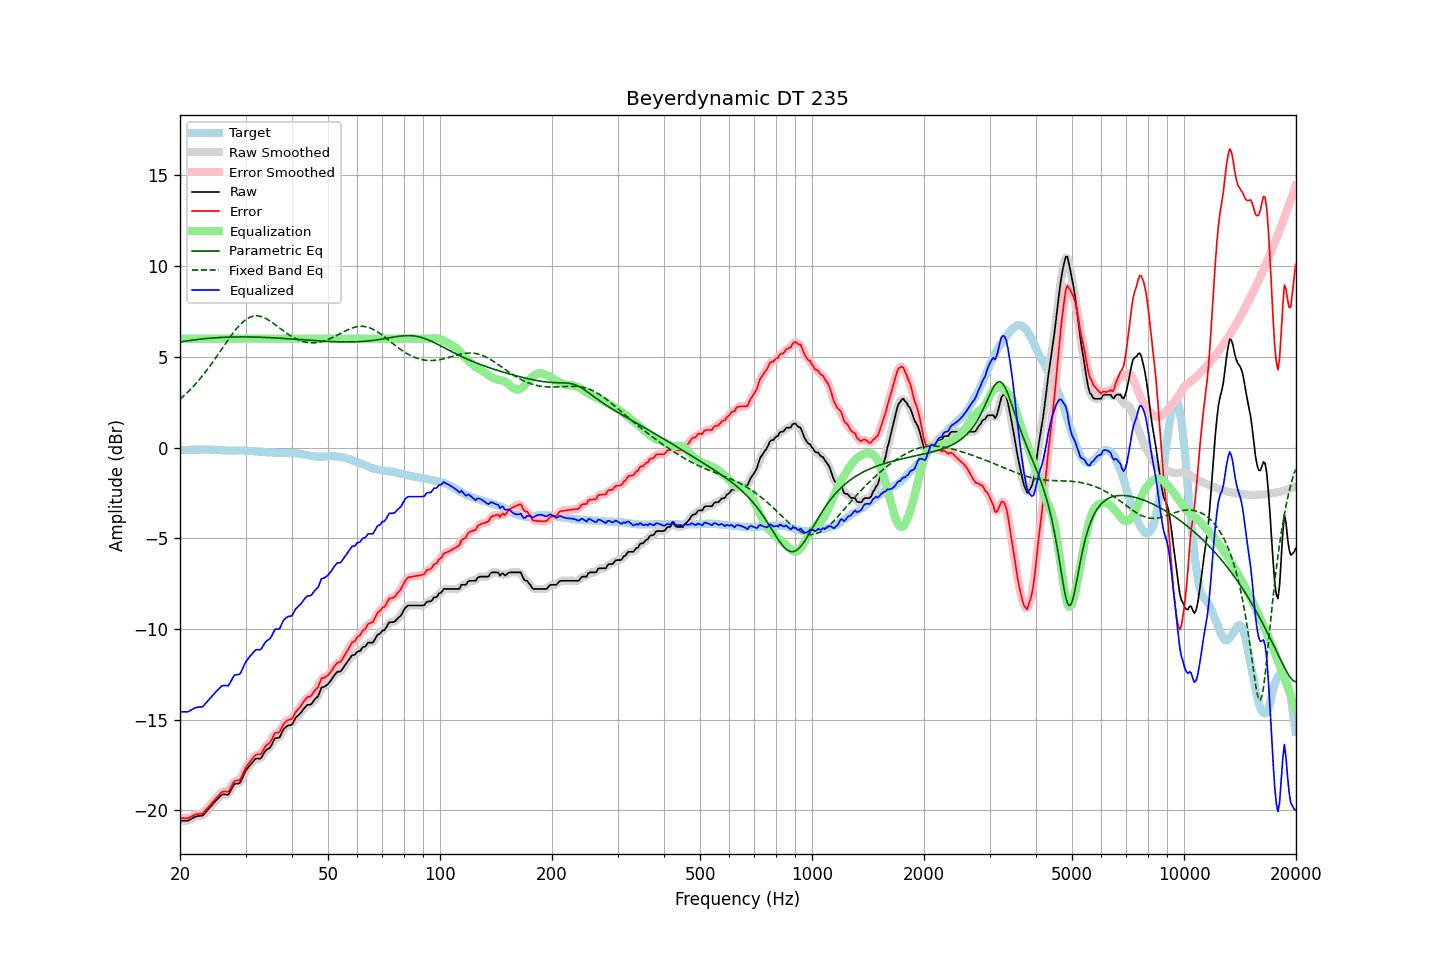 Beyerdynamic DT 235
Target
Raw Smoothed
Error Smoothed
Raw
Error
Equalization
Parametric Eq
Fixed Band Eq
Equalized
Amplitude (dBr)
15
10
5
0
−5
−10
−15
−20
20
50
100
200
500
1000
2000
5000
10000
20000
Frequency (Hz)